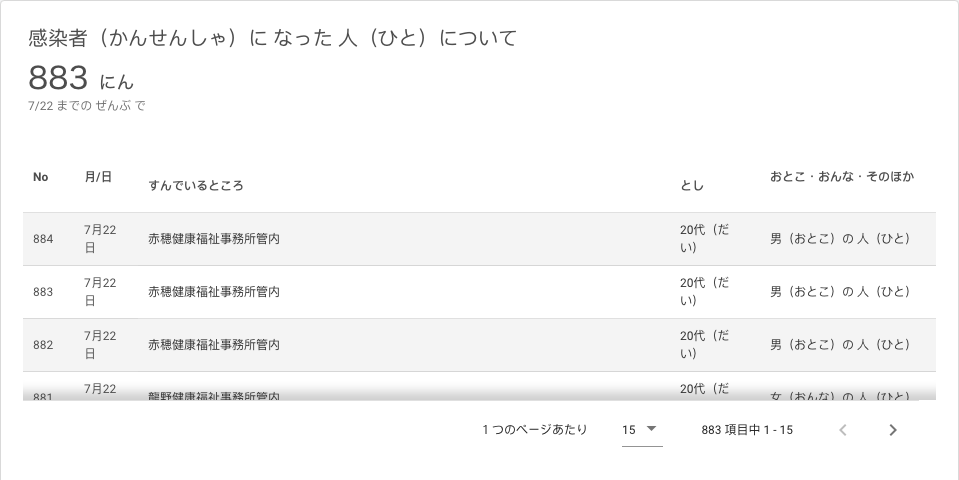 感染者（かんせんしゃ）に なった 人（ひと）について
883 にん
7/22 までの ぜんぶ で
No 月/日 すんでいるところ とし おとこ・おんな・そのほか
884 7月22日 赤穂健康福祉事務所管内 20代（だい） 男（おとこ）の 人（ひと）
883 7月22日 赤穂健康福祉事務所管内 20代（だい） 男（おとこ）の 人（ひと）
882 7月22日 赤穂健康福祉事務所管内 20代（だい） 男（おとこ）の 人（ひと）
881 7月22 龍野健康福祉事務所管内 20代（だ 女（おんな）の 人（ひと）
1 つのページあたり 15 883 項目中 1 - 15